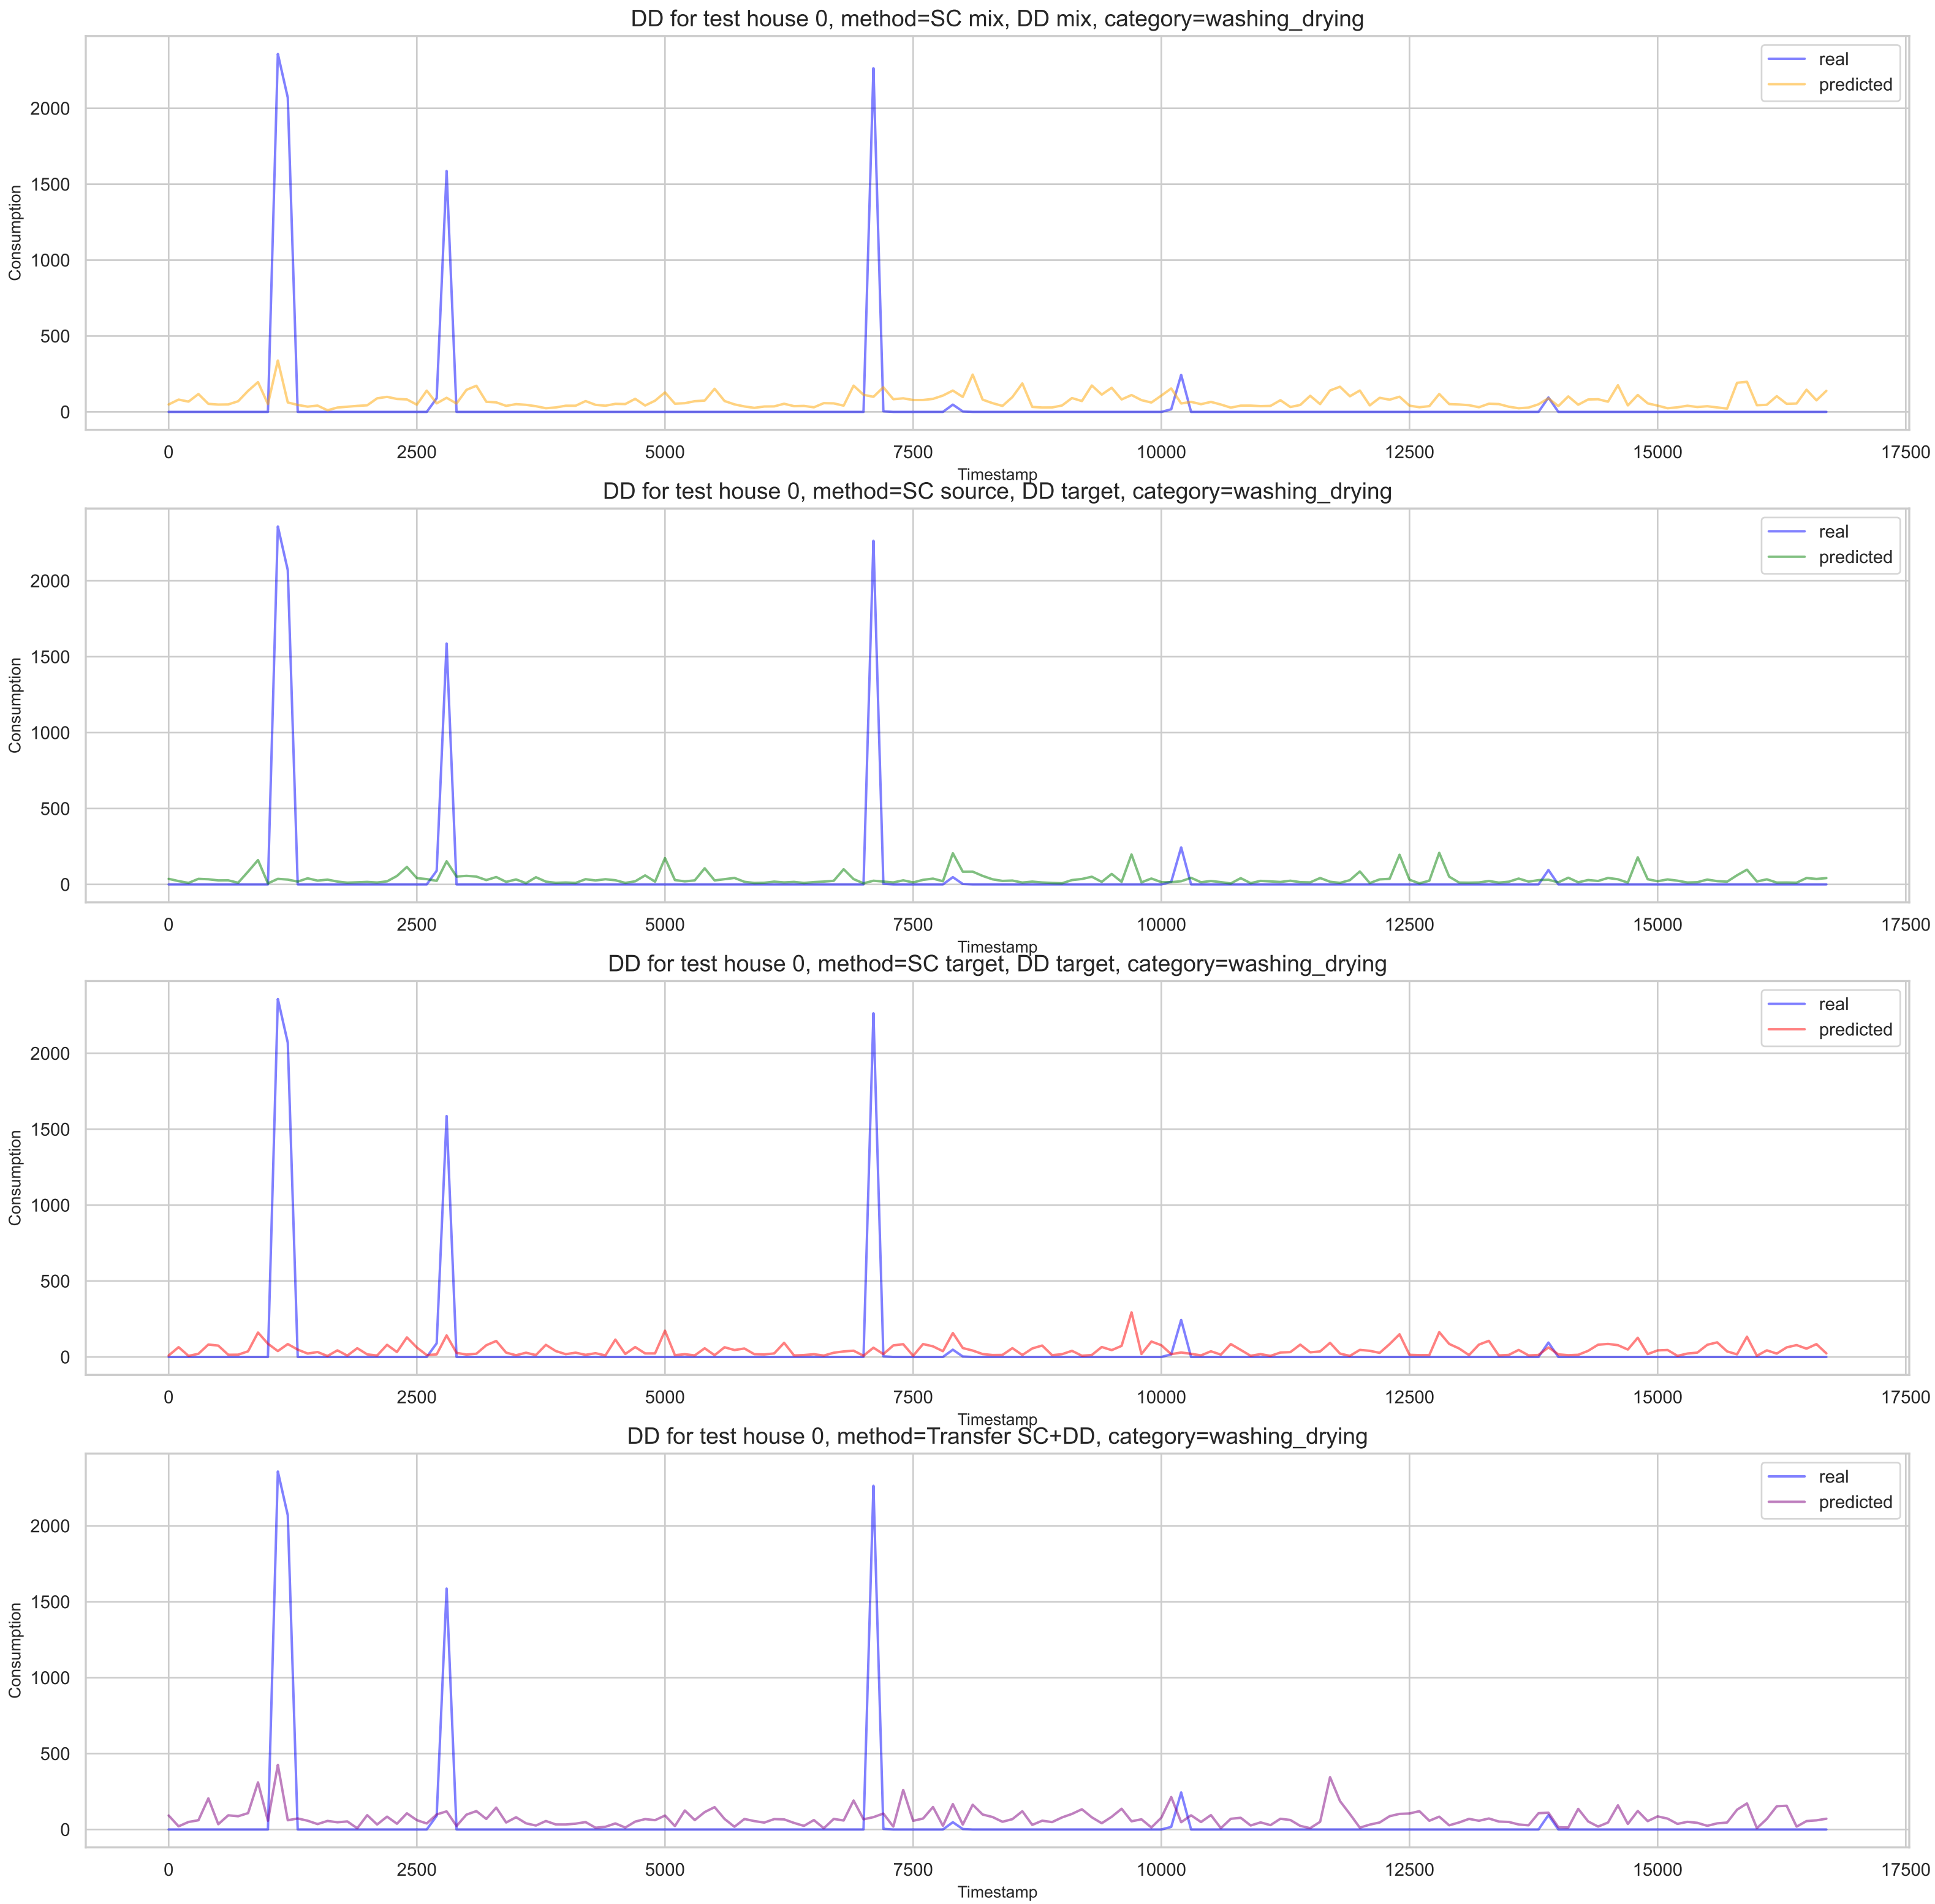 DD for test house 0, method=SC mix, DD mix, category=washing_drying
real
predicted
2000
1500
1000
500
0
Consumption
0 2500 5000 7500 10000 12500 15000 17500
Timestamp
DD for test house 0, method=SC source, DD target, category=washing_drying
real
predicted
2000
1500
1000
500
0
Consumption
0 2500 5000 7500 10000 12500 15000 17500
Timestamp
DD for test house 0, method=SC target, DD target, category=washing_drying
real
predicted
2000
1500
1000
500
0
Consumption
0 2500 5000 7500 10000 12500 15000 17500
Timestamp
DD for test house 0, method=Transfer SC+DD, category=washing_drying
real
predicted
2000
1500
1000
500
0
Consumption
0 2500 5000 7500 10000 12500 15000 17500
Timestamp